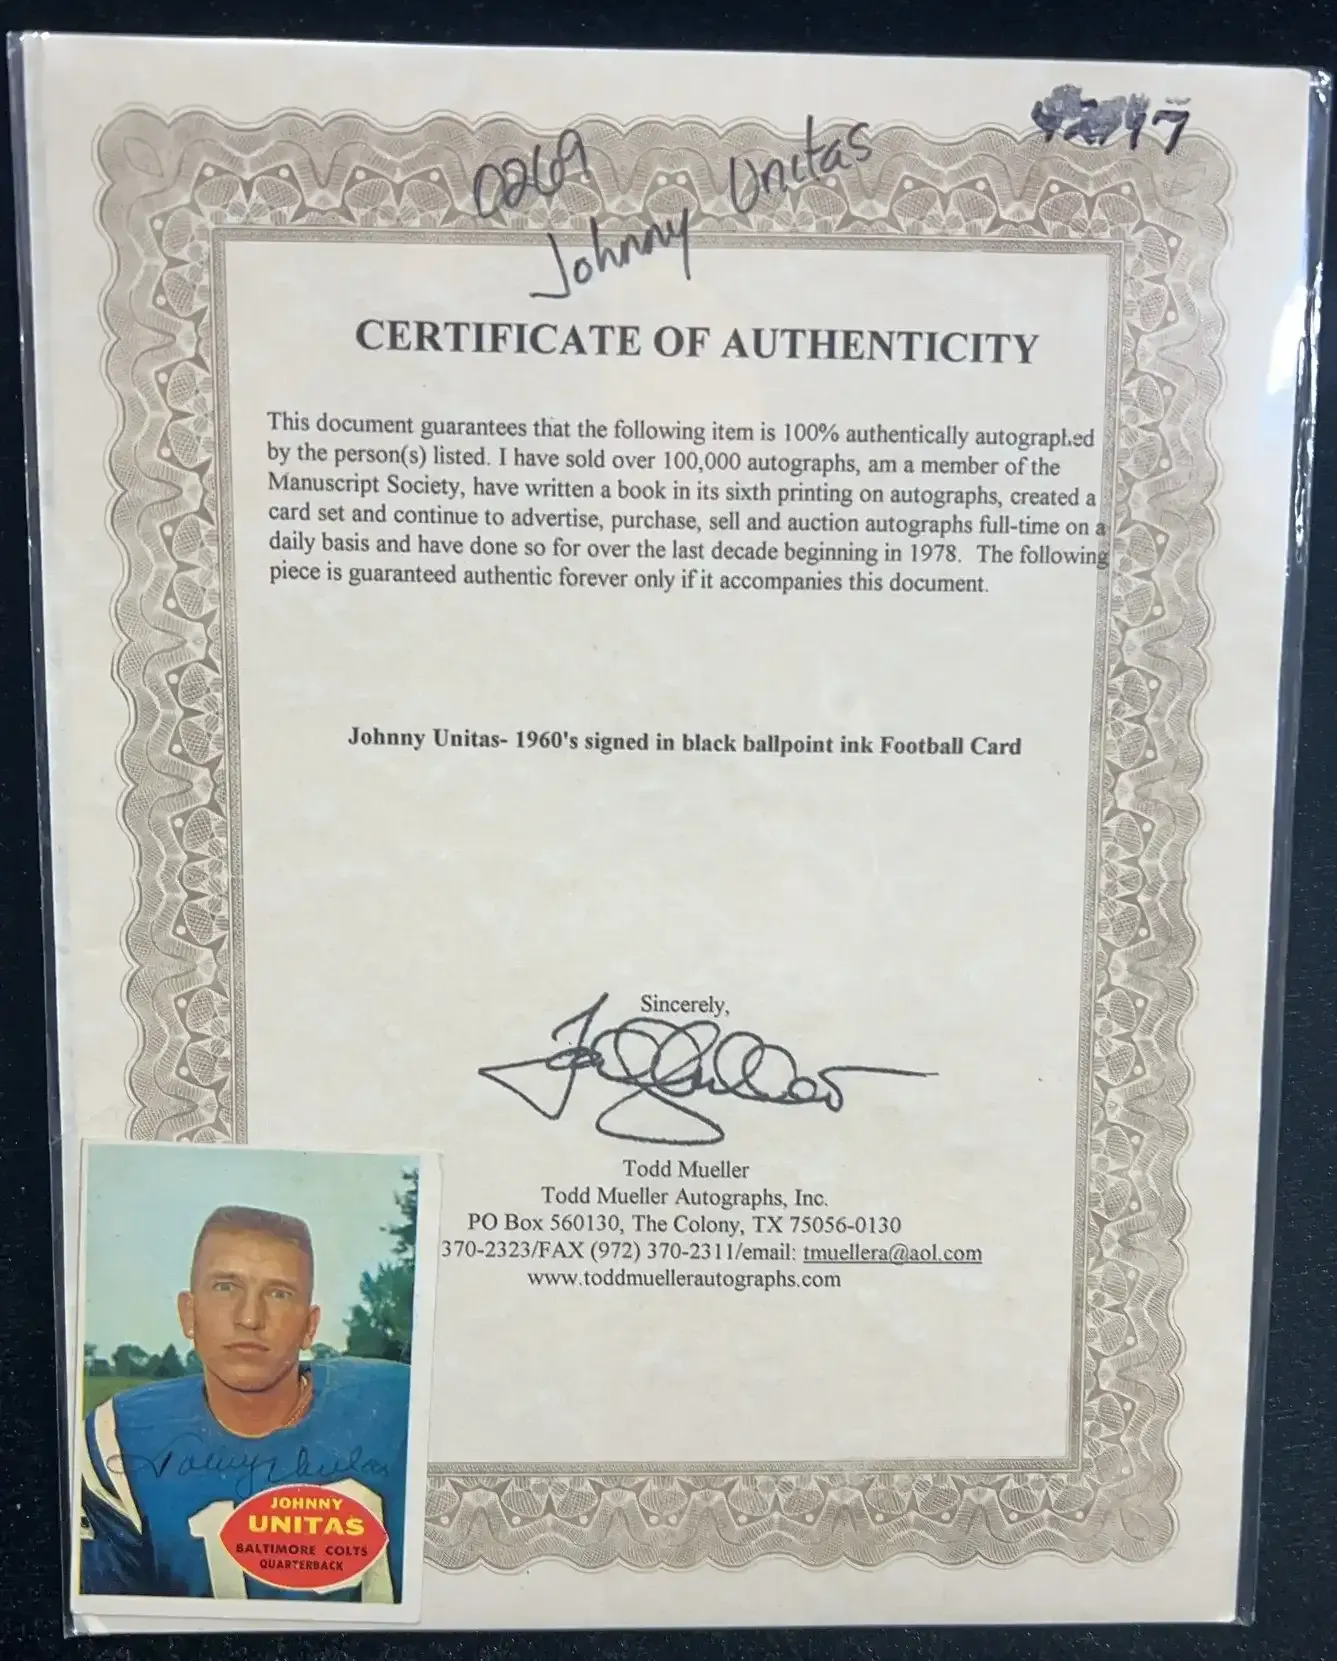 0269
Johnny Unitas
CERTIFICATE OF AUTHENTICITY
This document guarantees that the following item is 100% authentically autographed
by the person(s) listed. I have sold over 100,000 autographs, am a member of the
Manuscript Society, have written a book in its sixth printing on autographs, created a
card set and continue to advertise, purchase, sell and auction autographs full-time on a
daily basis and have done so for over the last decade beginning in 1978. The following
piece is guaranteed authentic forever only if it accompanies this document.
Johnny Unitas- 1960's signed in black ballpoint ink Football Card
Sincerely,
Todd Mueller
Todd Mueller Autographs, Inc.
PO Box 560130, The Colony, TX 75056-0130
370-2323/FAX (972) 370-2311/email: tmuellera@aol.com
www.toddmuellerautographs.com
Johnny Unitas
JOHNNY
UNITAS
BALTIMORE COLTS
QUARTERBACK